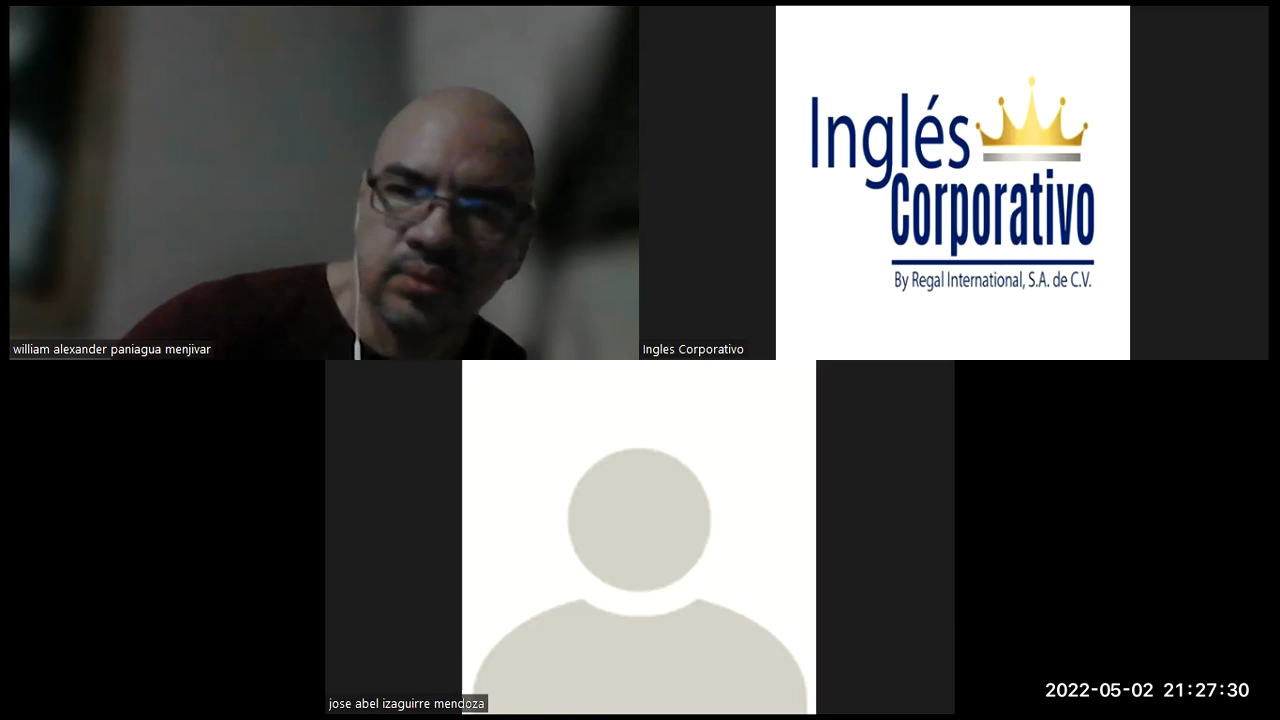 Inglés
Corporativo
By Regal International, S.A. de C.V.
william alexander paniagua menjivar
Ingles Corporativo
jose abel izaguirre mendoza
2022-05-02 21:27:30